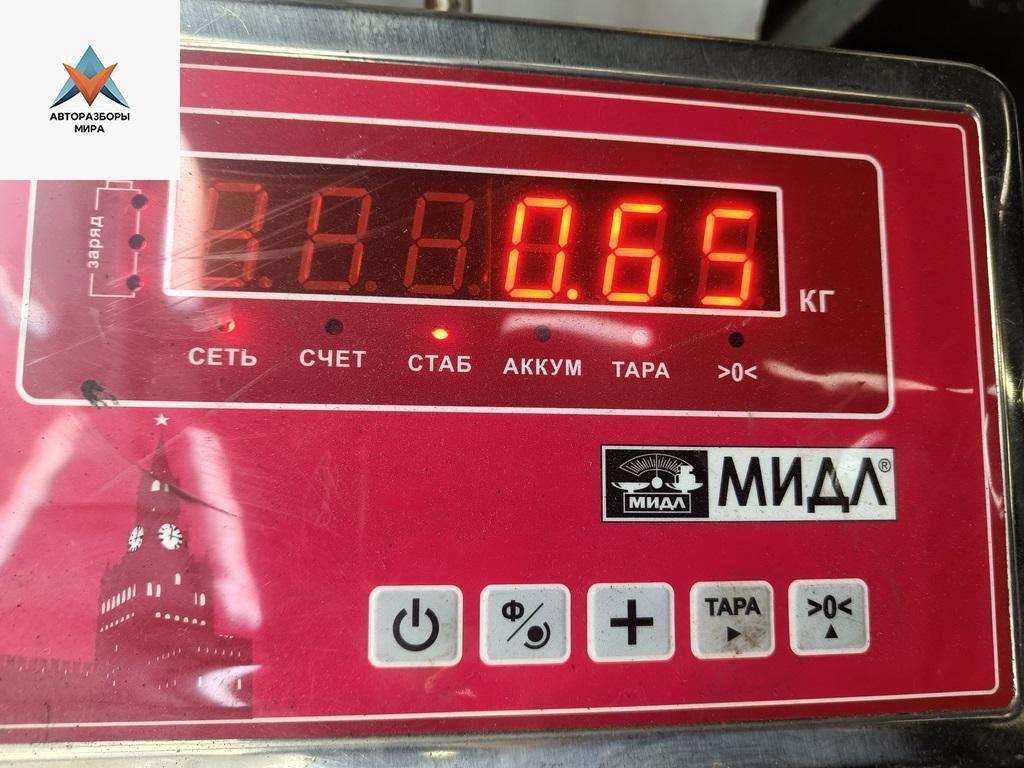 АВТОРАЗБОРЫ
МИРА
заряд
0.65
КГ
СЕТЬ СЧЕТ СТАБ АККУМ ТАРА >0<
МИДЛ МИДЛ®
Ф/ + ТАРА >0<